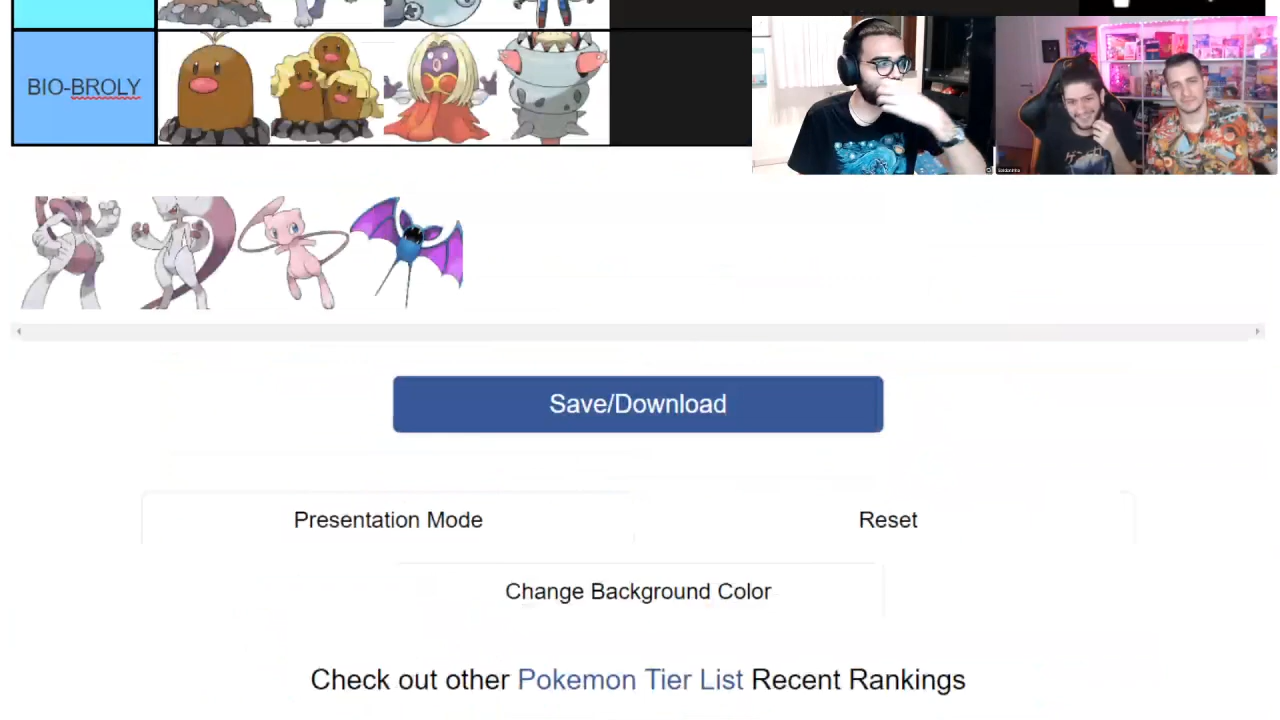 BIO-BROLY
Save/Download
Presentation Mode
Reset
Change Background Color
Check out other Pokemon Tier List Recent Rankings